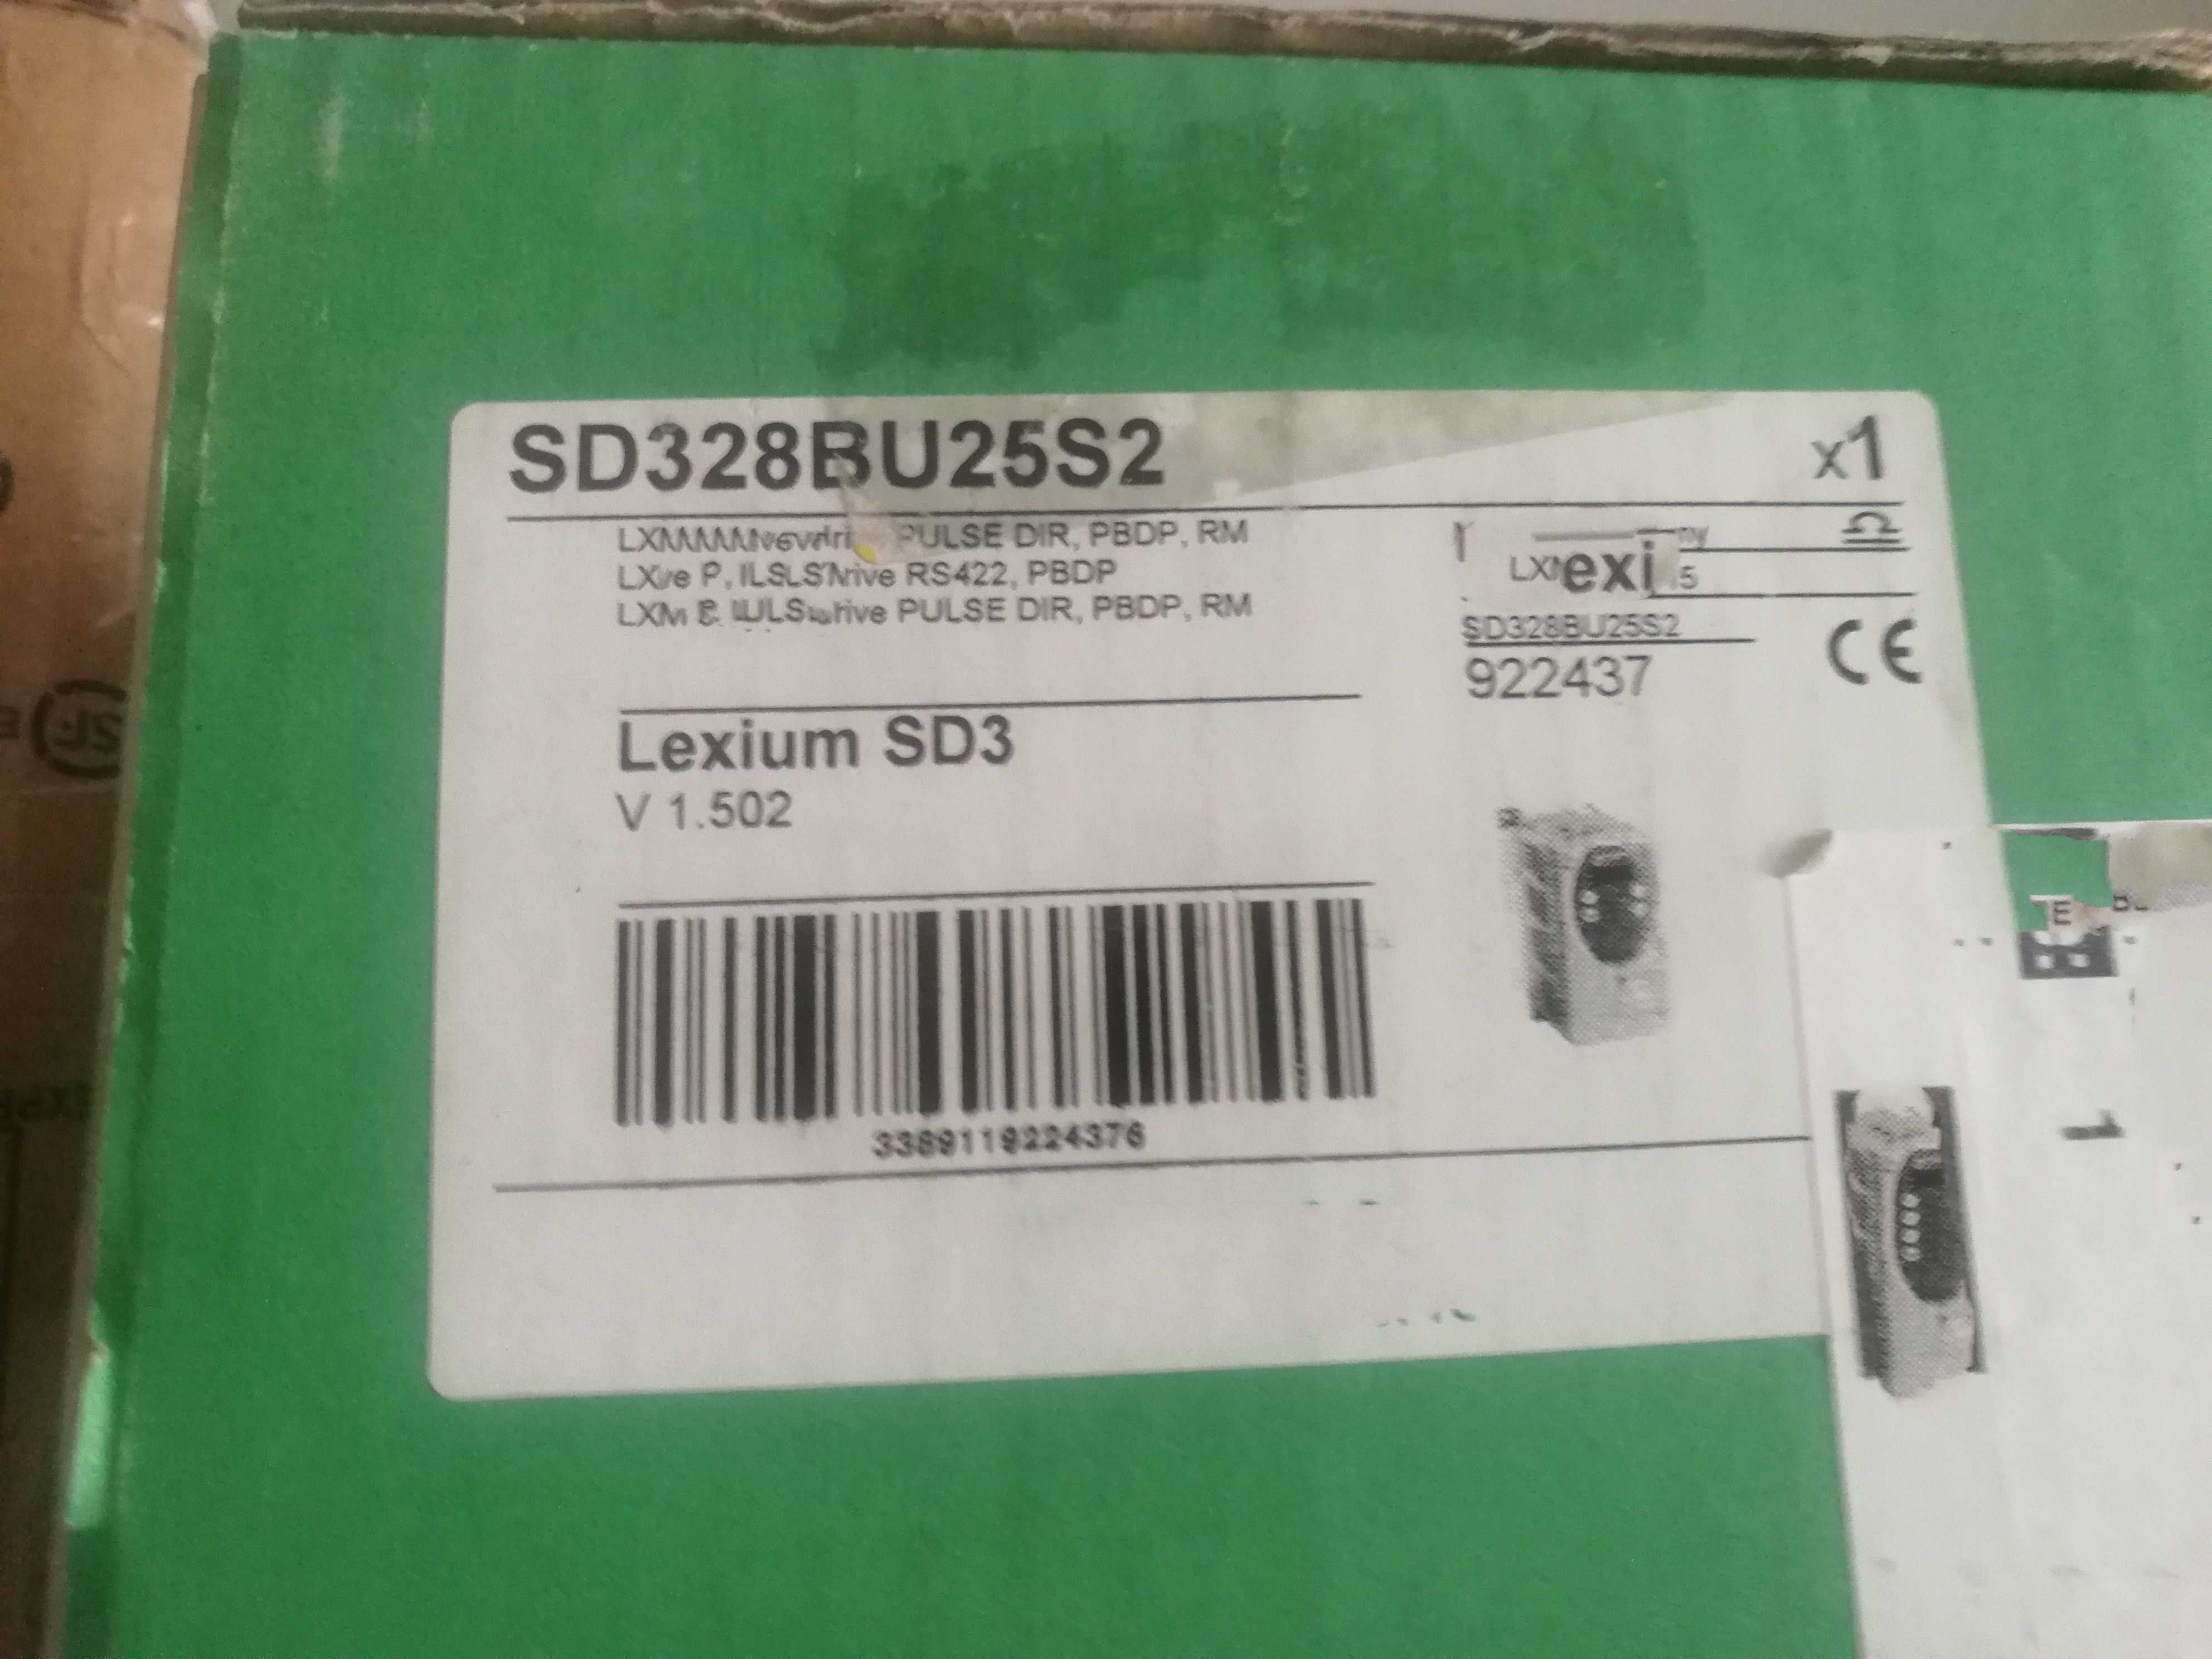 SD328BU25S2
x1
PULSE DIR, PBDP, RM
RS422, PBDP
PULSE DIR, PBDP, RM
exi
SD328BU25S2
922437
CE
Lexium SD3
V 1.502
3389119224376